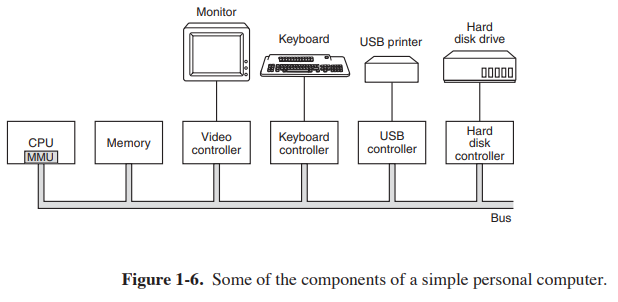 Monitor
Keyboard
USB printer
Hard
disk drive
CPU
MMU
Memory
Video
controller
Keyboard
controller
USB
controller
Hard
disk
controller
Bus
Figure 1-6. Some of the components of a simple personal computer.